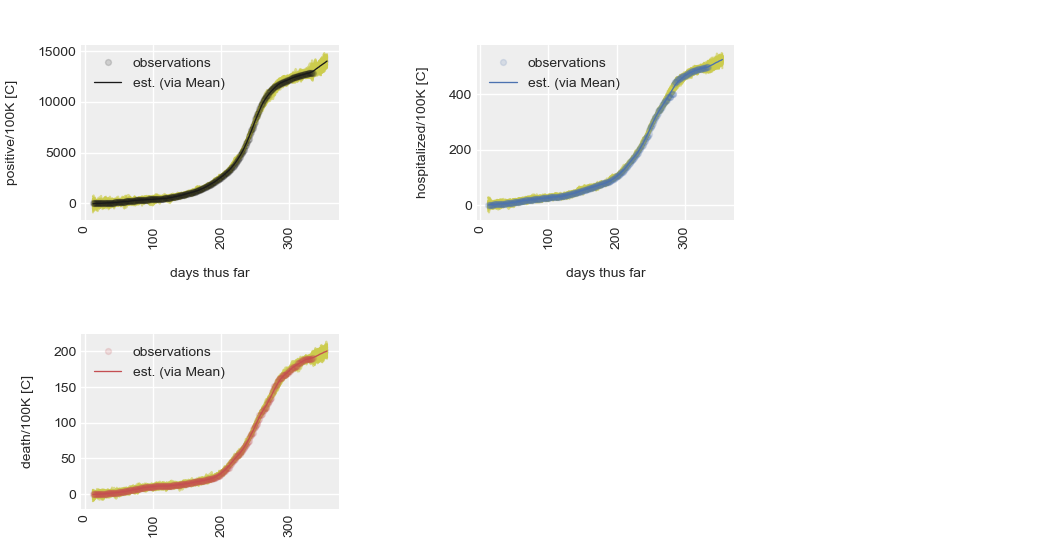 positive/100K [C]
15000
10000
5000
0
observations
est. (via Mean)
0
100
200
300
days thus far
hospitalized/100K [C]
400
200
0
observations
est. (via Mean)
0
100
200
300
days thus far
death/100K [C]
200
150
100
50
0
observations
est. (via Mean)
0
100
200
300